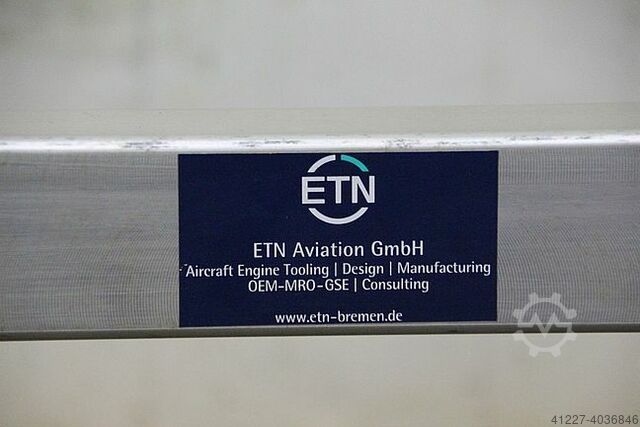 ETN
ETN Aviation GmbH
Aircraft Engine Tooling | Design | Manufacturing
OEM-MRO-GSE | Consulting
www.etn-bremen.de
41227-4036846